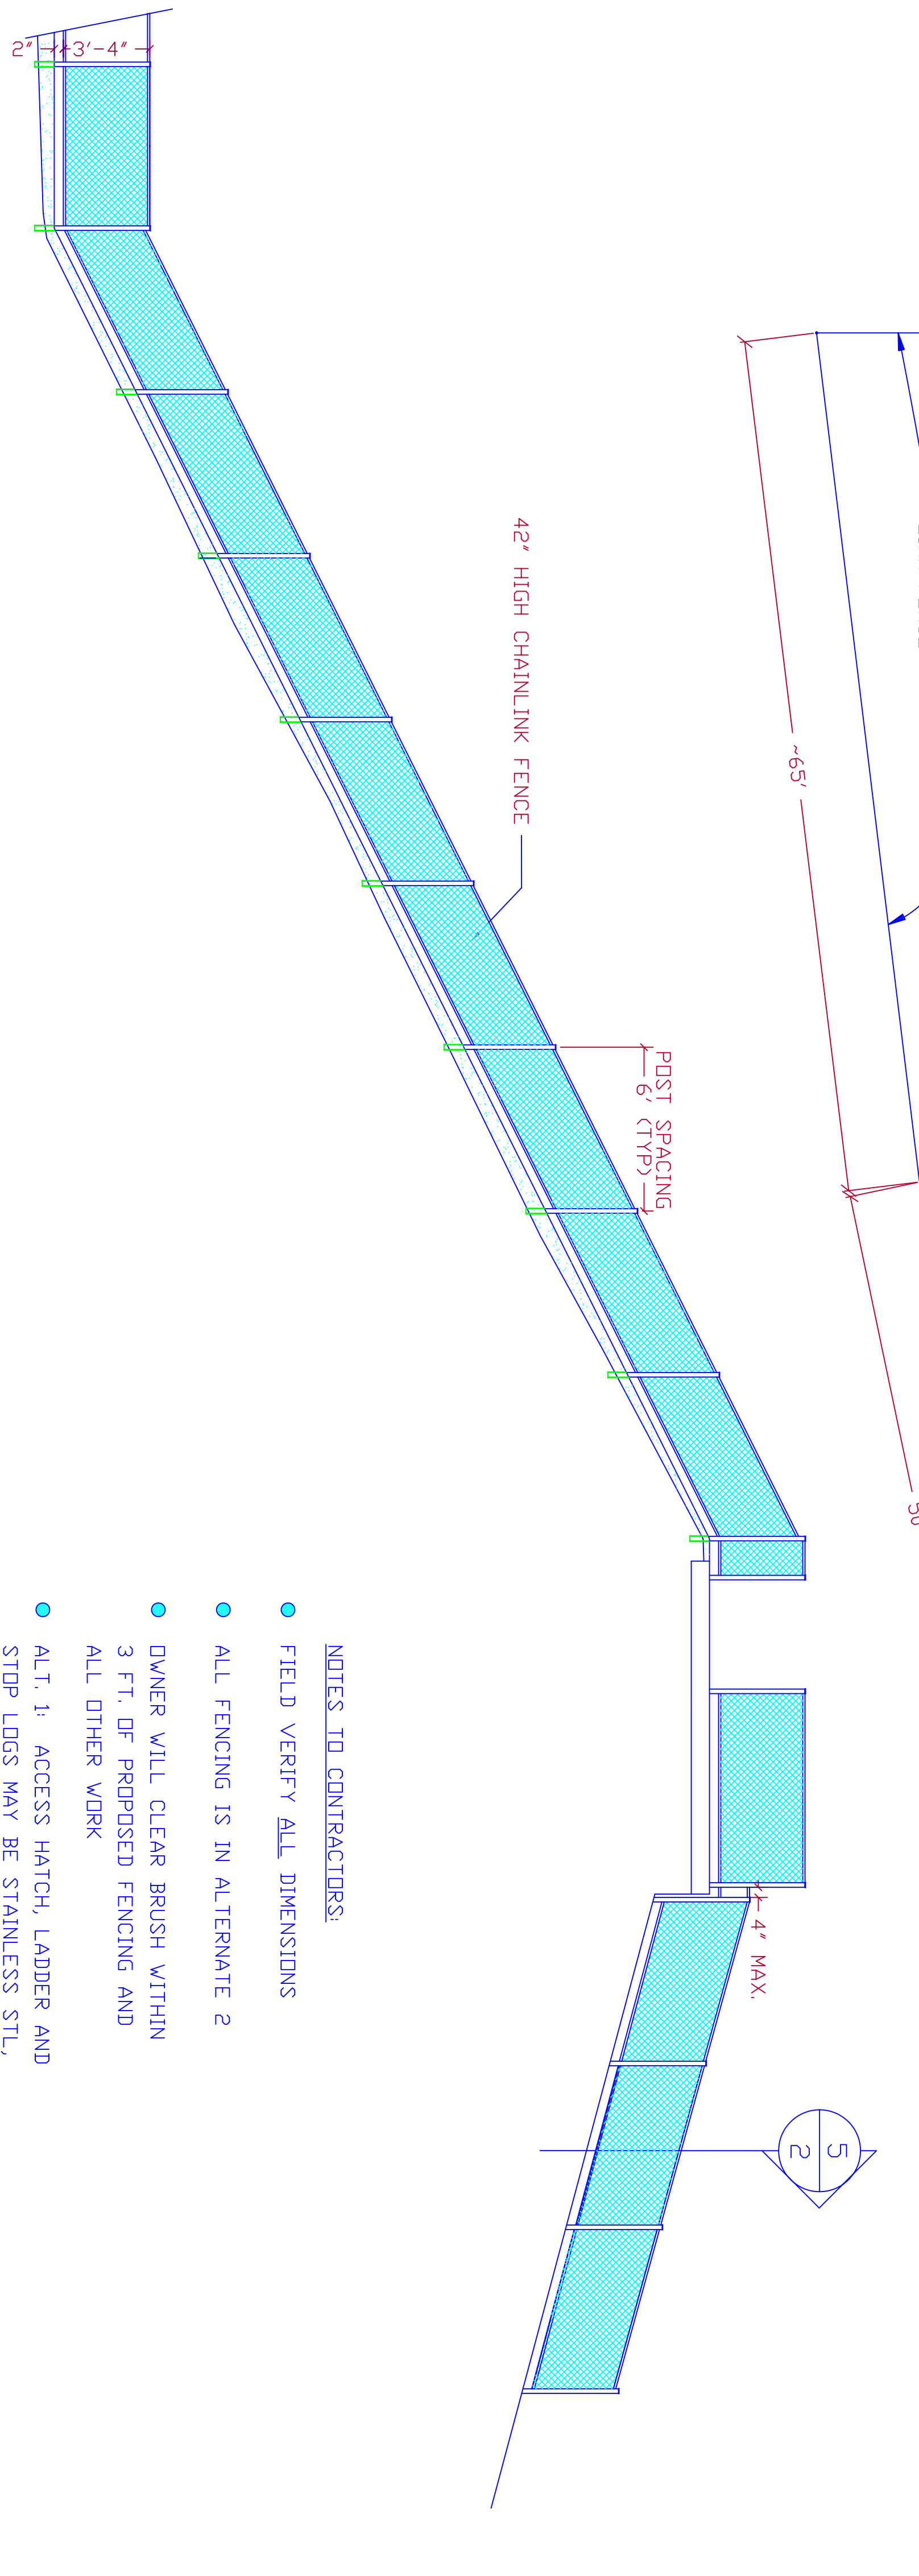 ~65'
50
42" HIGH CHAINLINK FENCE
POST SPACING
6' (TYP)
4" MAX.
5
2
3'-4"
2"
NOTES TO CONTRACTORS:
FIELD VERIFY ALL DIMENSIONS
ALL FENCING IS IN ALTERNATE 2
OWNER WILL CLEAR BRUSH WITHIN
3 FT. OF PROPOSED FENCING AND
ALL OTHER WORK
ALT. 1: ACCESS HATCH, LADDER AND
STOP LOGS MAY BE STAINLESS STL,